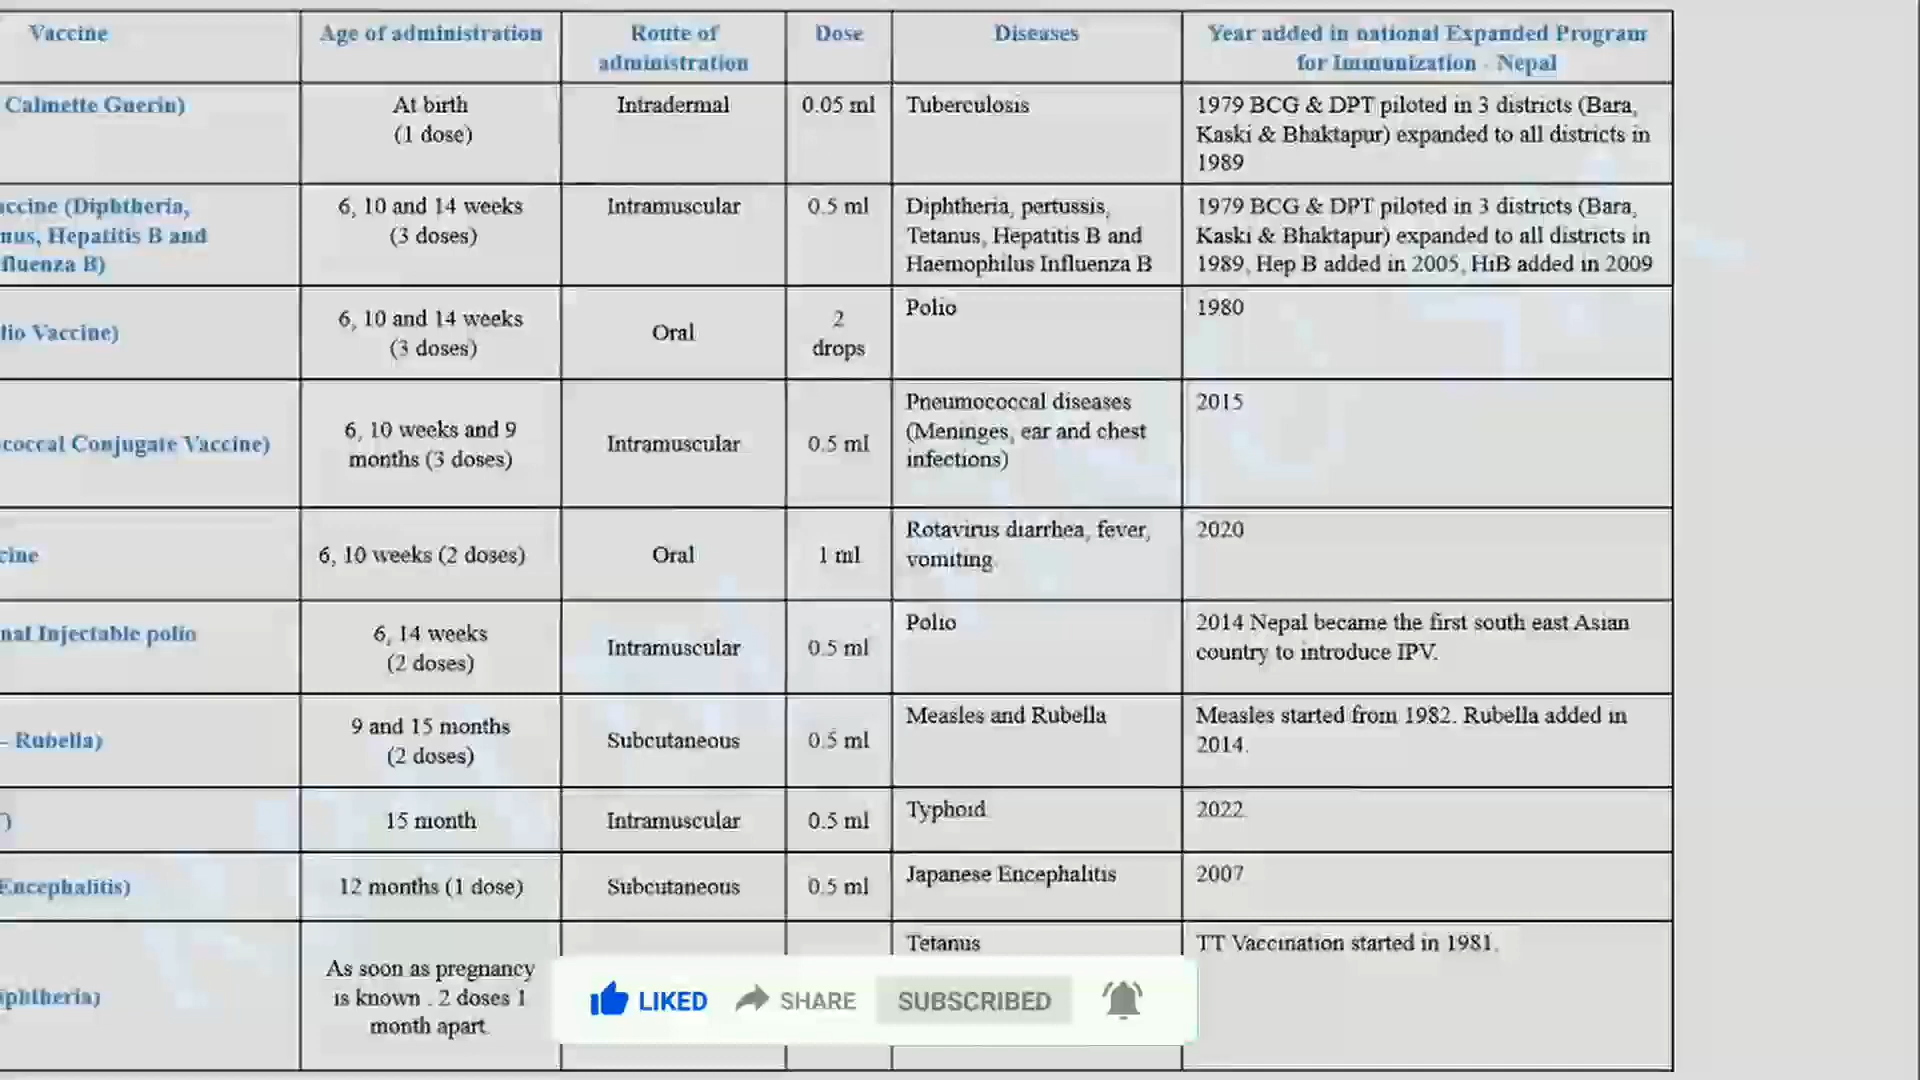 Vaccine
Age of administration
Route of
administration
Dose
Diseases
Year added in national Expanded Program
for Immunization - Nepal
Calmette Guerin)
At birth
(1 dose)
Intradermal
0.05 ml
Tuberculosis
1979 BCG & DPT piloted in 3 districts (Bara,
Kaski & Bhaktapur) expanded to all districts in
1989
accine (Diphtheria,
nus, Hepatitis B and
fluenza B)
6, 10 and 14 weeks
(3 doses)
Intramuscular
0.5 ml
Diphtheria, pertussis,
Tetanus, Hepatitis B and
Haemophilus Influenza B
1979 BCG & DPT piloted in 3 districts (Bara,
Kaski & Bhaktapur) expanded to all districts in
1989, Hep B added in 2005, HiB added in 2009
lio Vaccine)
6, 10 and 14 weeks
(3 doses)
Oral
2
drops
Polio
1980
coccal Conjugate Vaccine)
6, 10 weeks and 9
months (3 doses)
Intramuscular
0.5 ml
Pneumococcal diseases
(Meninges, ear and chest
infections)
2015
cine
6, 10 weeks (2 doses)
Oral
1 ml
Rotavirus diarrhea, fever,
vomiting
2020
nal Injectable polio
6, 14 weeks
(2 doses)
Intramuscular
0.5 ml
Polio
2014 Nepal became the first south east Asian
country to introduce IPV.
– Rubella)
9 and 15 months
(2 doses)
Subcutaneous
0.5 ml
Measles and Rubella
Measles started from 1982. Rubella added in
2014.
)
15 month
Intramuscular
0.5 ml
Typhoid
2022
Encephalitis)
12 months (1 dose)
Subcutaneous
0.5 ml
Japanese Encephalitis
2007
iphtheria)
As soon as pregnancy
is known . 2 doses 1
month apart
Tetanus
TT Vaccination started in 1981.
LIKED
SHARE
SUBSCRIBED